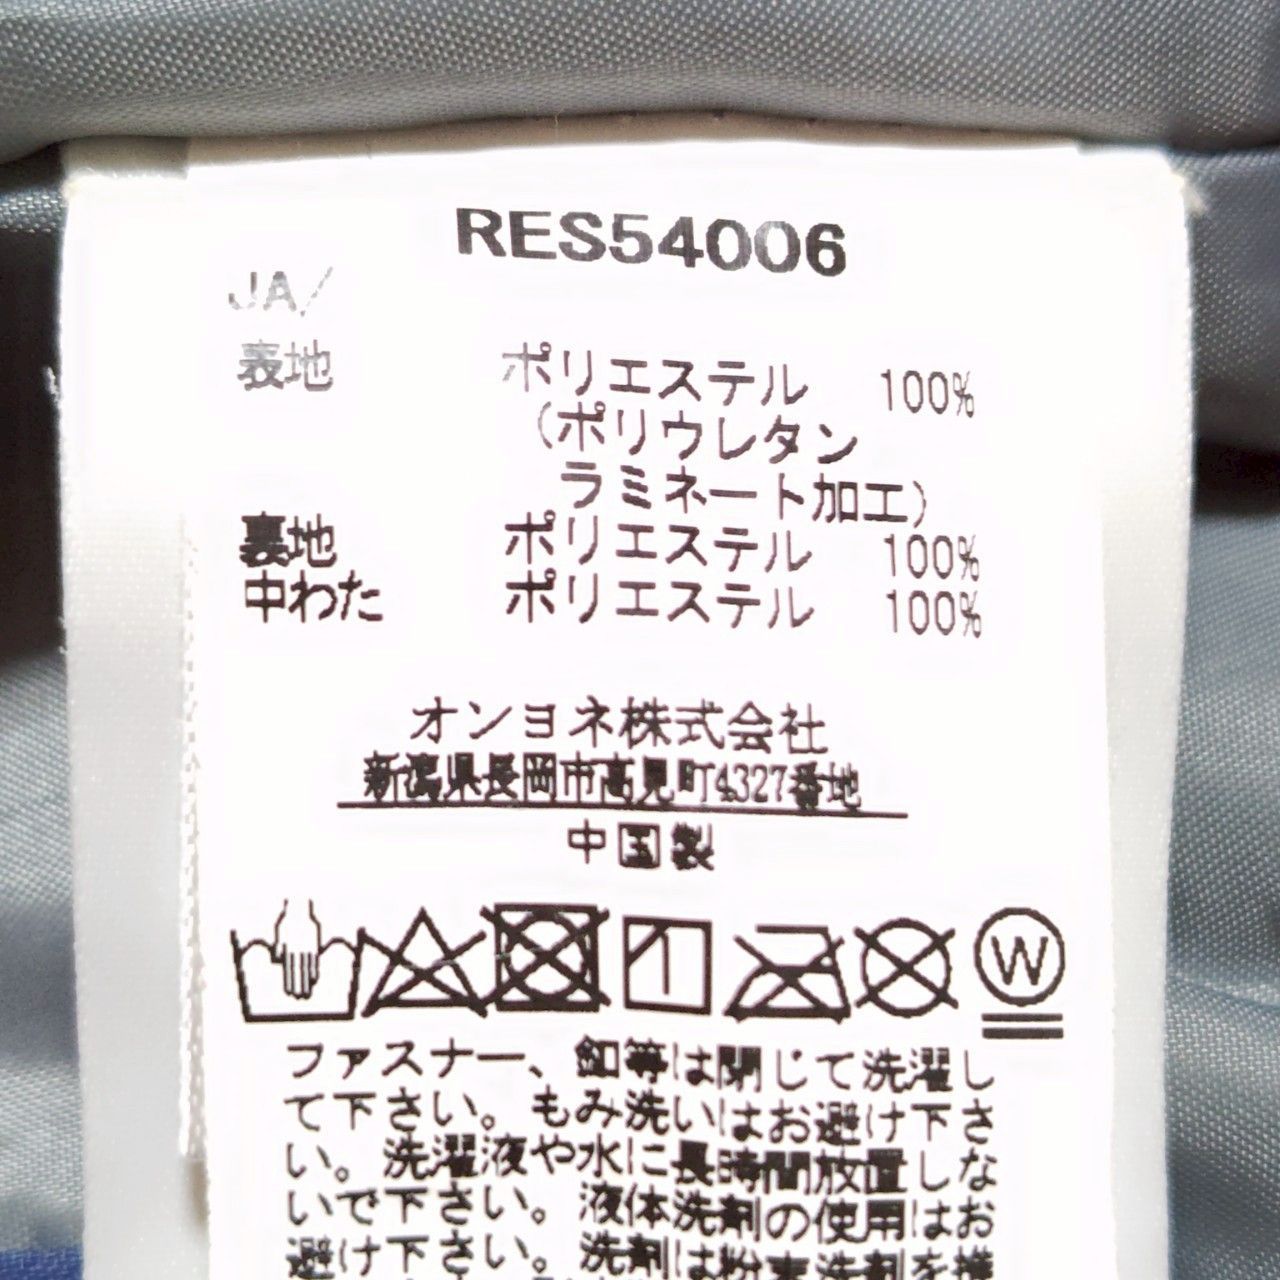 RES54006
JA/
表地 ポリエステル 100%
(ポリウレタン
ラミネート加工)
裏地 ポリエステル 100%
中わた ポリエステル 100%
オンヨネ株式会社
新潟県長岡市高見町4327番地
中国製
W
ファスナー、釦等は閉じて洗濯し
て下さい。もみ洗いはお避け下さ
い。洗濯液や水に長時間放置しな
いで下さい。液体洗剤の使用はお
避け下さい。洗剤は粉末洗剤を